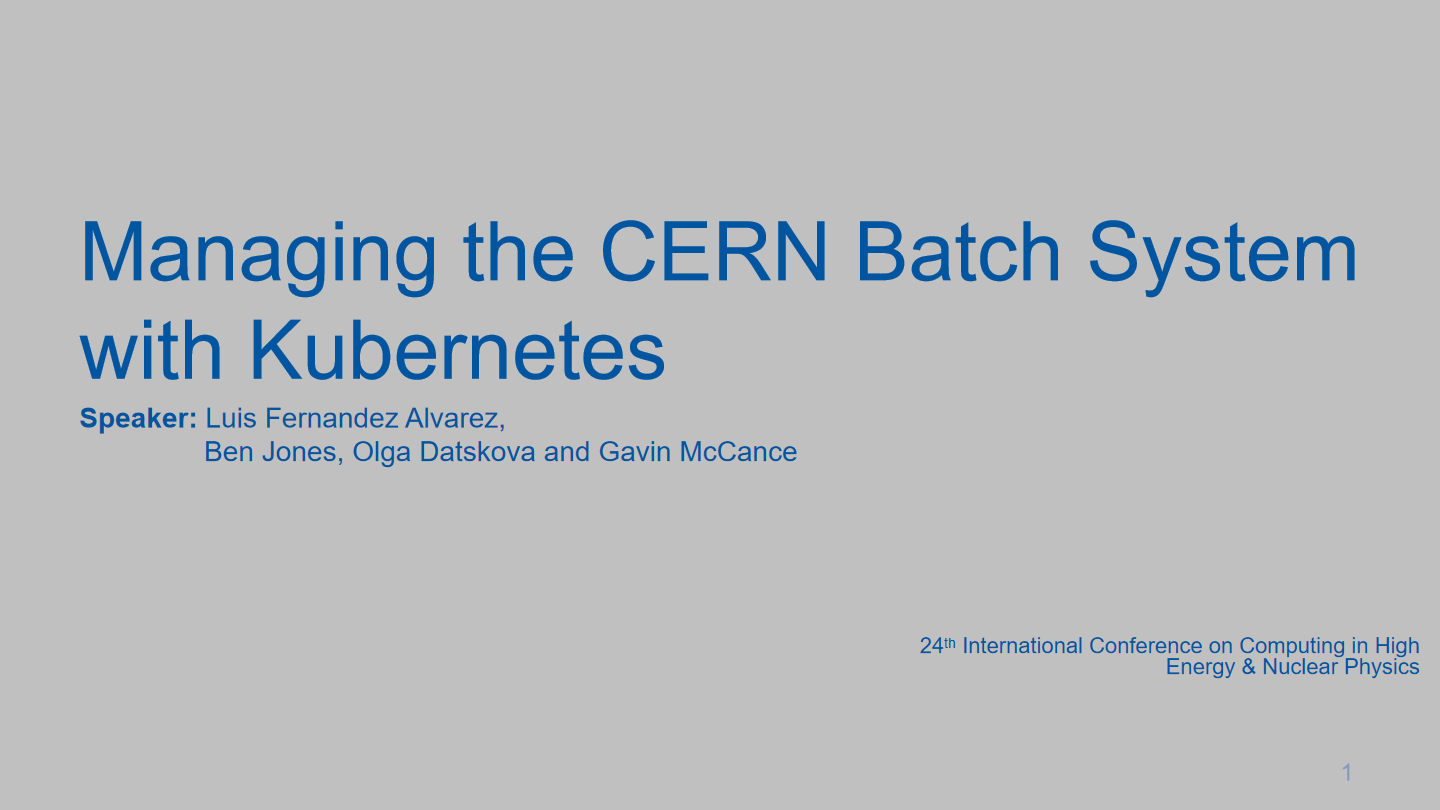 Managing the CERN Batch System
with Kubernetes
Speaker: Luis Fernandez Alvarez,
Ben Jones, Olga Datskova and Gavin McCance
24th International Conference on Computing in High
Energy & Nuclear Physics
1